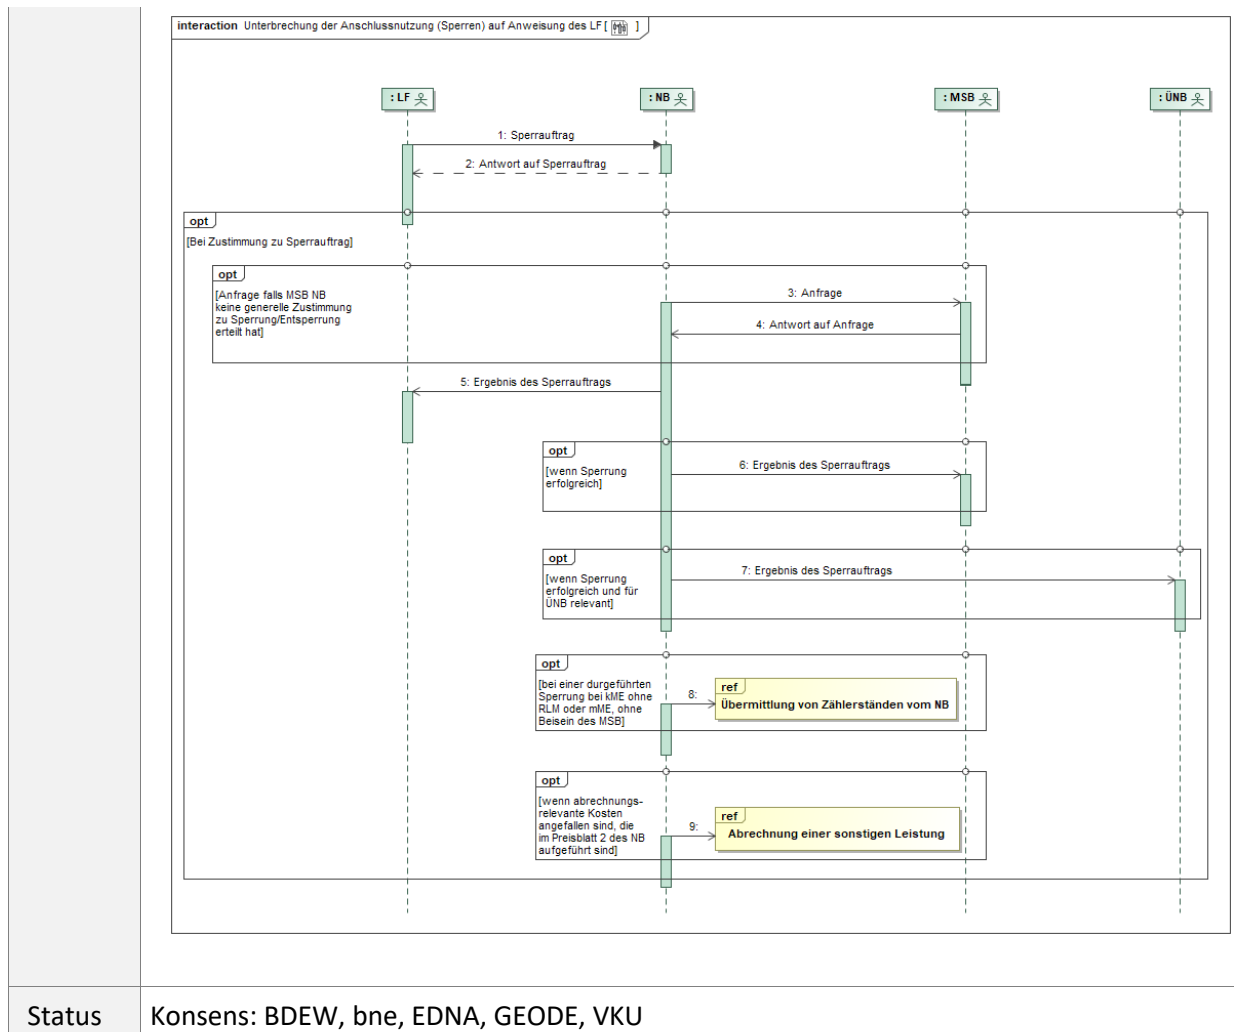 interaction Unterbrechung der Anschlussnutzung (Sperren) auf Anweisung des LF [ ]
: LF
: NB
: MSB
: ÜNB
1: Sperrauftrag
2: Antwort auf Sperrauftrag
opt
[Bei Zustimmung zu Sperrauftrag]
opt
[Anfrage falls MSB NB
keine generelle Zustimmung
zu Sperrung/Entsperrung
erteilt hat]
3: Anfrage
4: Antwort auf Anfrage
5: Ergebnis des Sperrauftrags
opt
[wenn Sperrung
erfolgreich]
6: Ergebnis des Sperrauftrags
opt
[wenn Sperrung
erfolgreich und für
ÜNB relevant]
7: Ergebnis des Sperrauftrags
opt
[bei einer durgeführten
Sperrung bei kME ohne
RLM oder mME, ohne
Beisein des MSB]
8:
ref
Übermittlung von Zählerständen vom NB
opt
[wenn abrechnungs-
relevante Kosten
angefallen sind, die
im Preisblatt 2 des NB
aufgeführt sind]
9:
ref
Abrechnung einer sonstigen Leistung
Status
Konsens: BDEW, bne, EDNA, GEODE, VKU